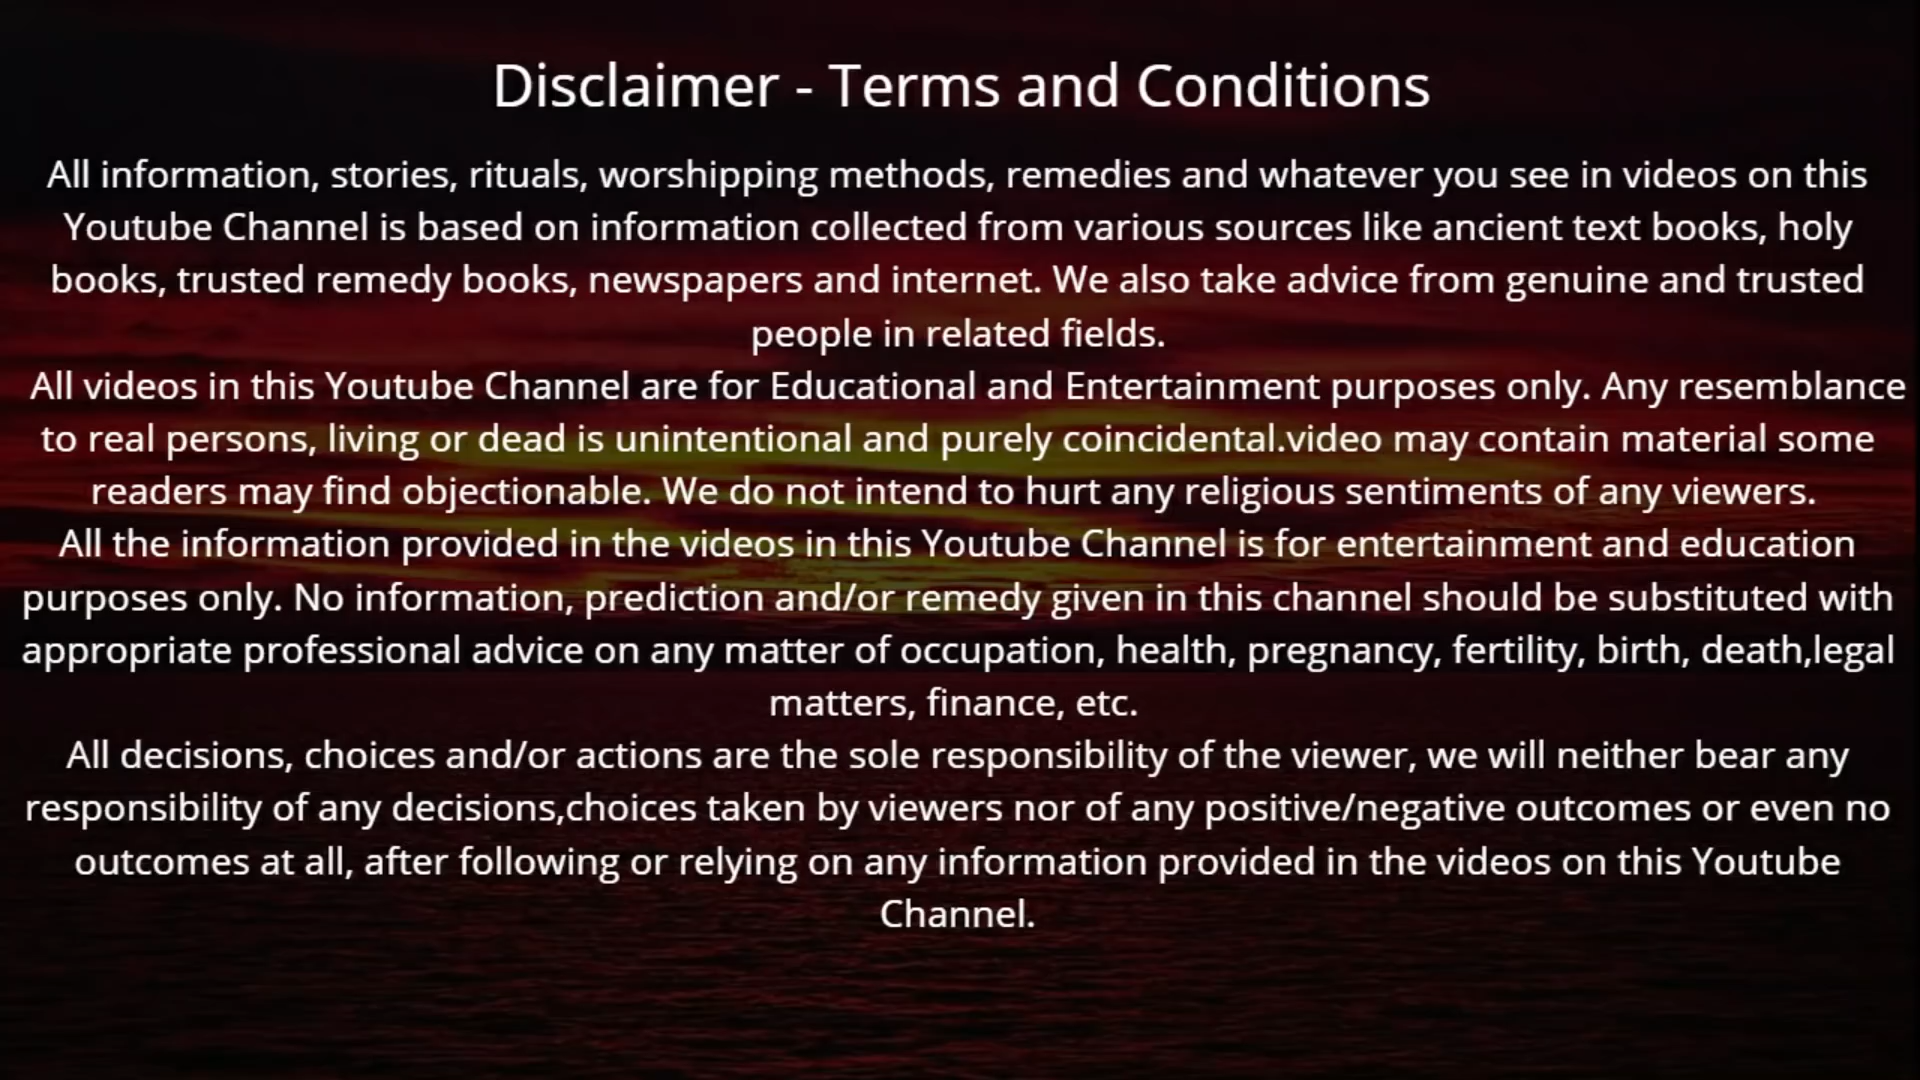 Disclaimer - Terms and Conditions
All information, stories, rituals, worshipping methods, remedies and whatever you see in videos on this
Youtube Channel is based on information collected from various sources like ancient text books, holy
books, trusted remedy books, newspapers and internet. We also take advice from genuine and trusted
people in related fields.
All videos in this Youtube Channel are for Educational and Entertainment purposes only. Any resemblance
to real persons, living or dead is unintentional and purely coincidental.video may contain material some
readers may find objectionable. We do not intend to hurt any religious sentiments of any viewers.
All the information provided in the videos in this Youtube Channel is for entertainment and education
purposes only. No information, prediction and/or remedy given in this channel should be substituted with
appropriate professional advice on any matter of occupation, health, pregnancy, fertility, birth, death,legal
matters, finance, etc.
All decisions, choices and/or actions are the sole responsibility of the viewer, we will neither bear any
responsibility of any decisions,choices taken by viewers nor of any positive/negative outcomes or even no
outcomes at all, after following or relying on any information provided in the videos on this Youtube
Channel.